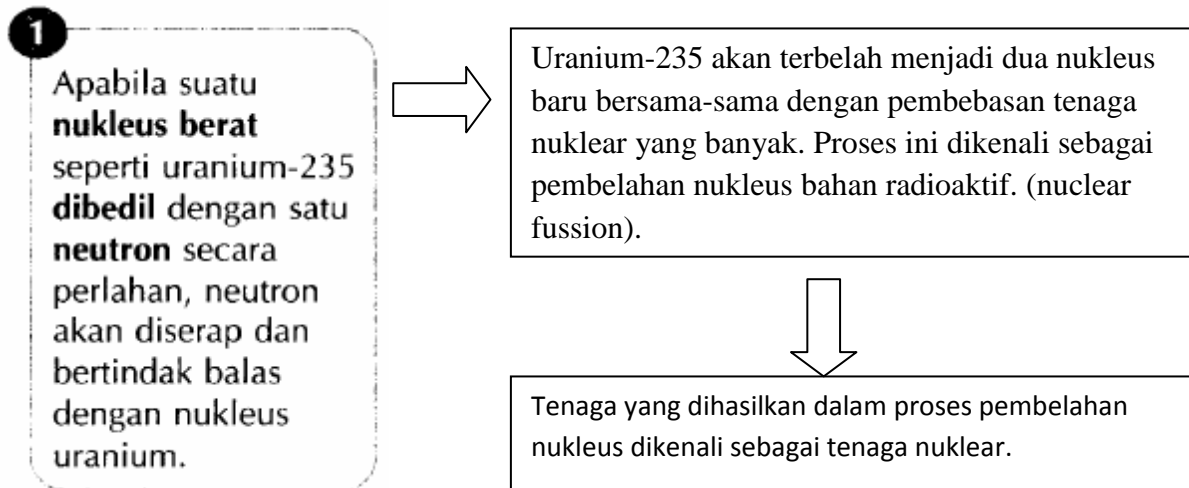 1
Apabila suatu
nukleus berat
seperti uranium-235
dibedil dengan satu
neutron secara
perlahan, neutron
akan diserap dan
bertindak balas
dengan nukleus
uranium.
Uranium-235 akan terbelah menjadi dua nukleus
baru bersama-sama dengan pembebasan tenaga
nuklear yang banyak. Proses ini dikenali sebagai
pembelahan nukleus bahan radioaktif. (nuclear
fussion).
Tenaga yang dihasilkan dalam proses pembelahan
nukleus dikenali sebagai tenaga nuklear.